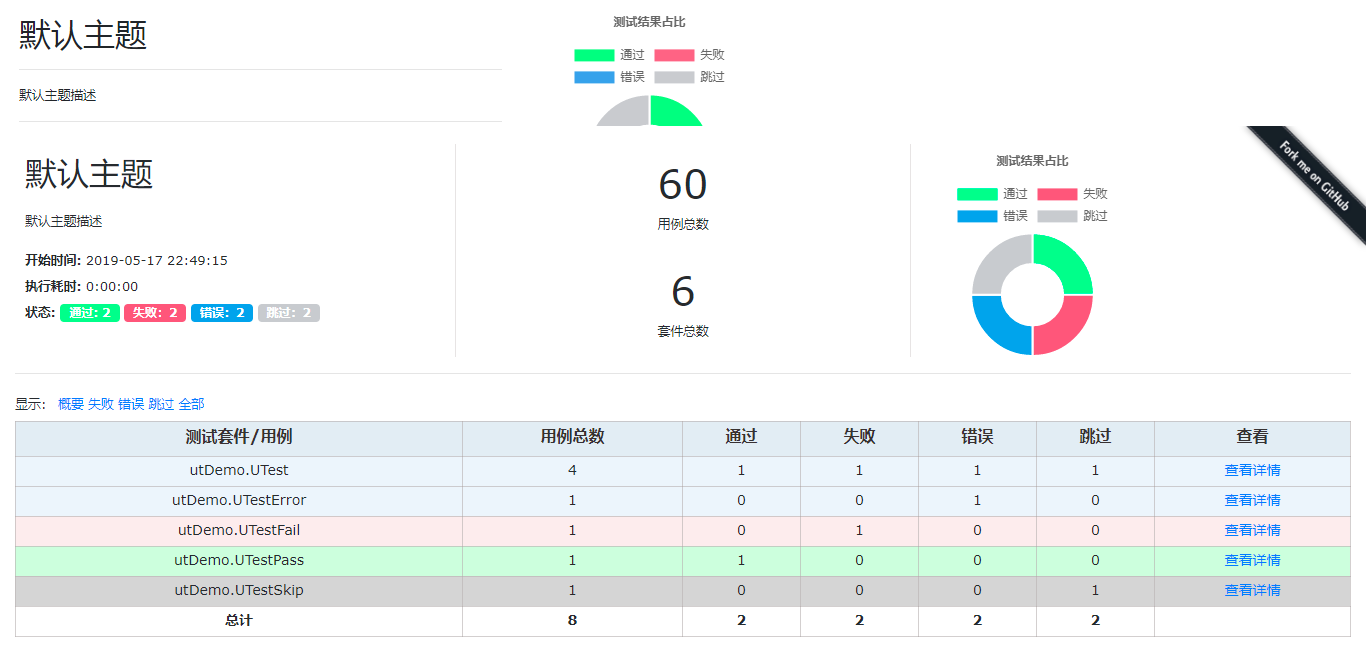 默认主题
默认主题描述
测试结果占比
通过 失败
错误 跳过
默认主题
默认主题描述
开始时间: 2019-05-17 22:49:15
执行耗时: 0:00:00
状态: 通过: 2 失败: 2 错误: 2 跳过: 2
60
用例总数
6
套件总数
测试结果占比
通过 失败
错误 跳过
Fork me on GitHub
显示: 概要 失败 错误 跳过 全部
测试套件/用例 用例总数 通过 失败 错误 跳过 查看
utDemo.UTest 4 1 1 1 1 查看详情
utDemo.UTestError 1 0 0 1 0 查看详情
utDemo.UTestFail 1 0 1 0 0 查看详情
utDemo.UTestPass 1 1 0 0 0 查看详情
utDemo.UTestSkip 1 0 0 0 1 查看详情
总计 8 2 2 2 2